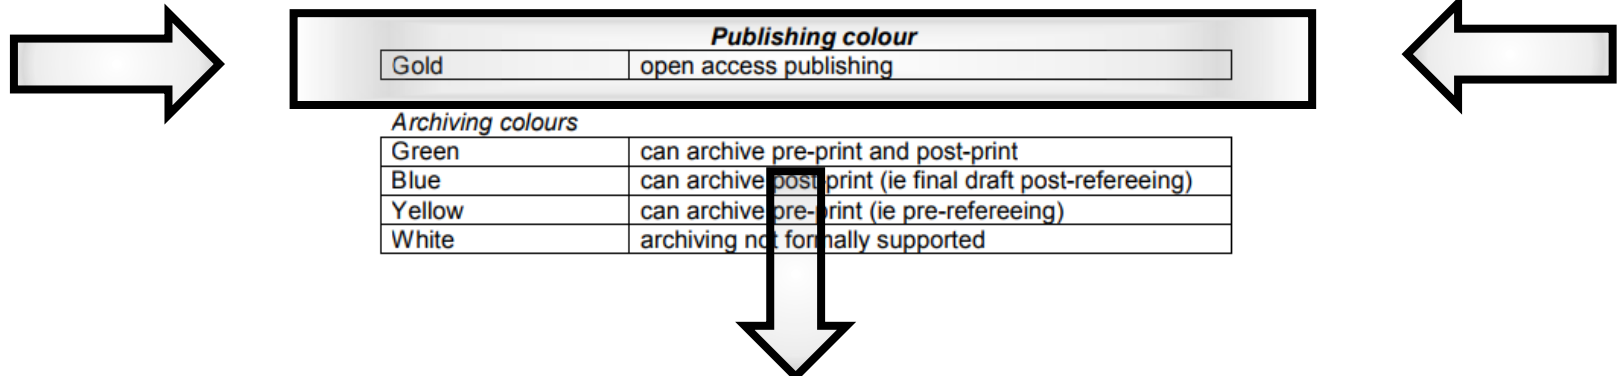 Publishing colour
Gold open access publishing
Archiving colours
Green can archive pre-print and post-print
Blue can archive post-print (ie final draft post-refereeing)
Yellow can archive pre-print (ie pre-refereeing)
White archiving not formally supported